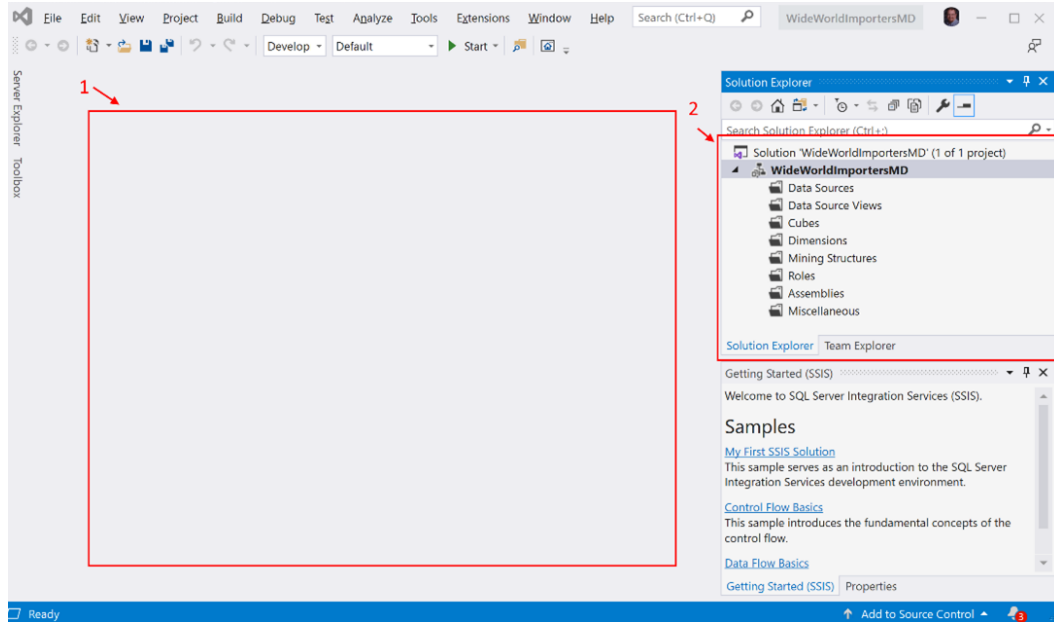 File Edit View Project Build Debug Test Analyze Tools Extensions Window Help Search (Ctrl+Q) WideWorldImportersMD
Develop Default Start
Server Explorer
Toolbox
1
2
Solution Explorer
Search Solution Explorer (Ctrl+;)
Solution 'WideWorldImportersMD' (1 of 1 project)
WideWorldImportersMD
Data Sources
Data Source Views
Cubes
Dimensions
Mining Structures
Roles
Assemblies
Miscellaneous
Solution Explorer Team Explorer
Getting Started (SSIS)
Welcome to SQL Server Integration Services (SSIS).
Samples
My First SSIS Solution
This sample serves as an introduction to the SQL Server
Integration Services development environment.
Control Flow Basics
This sample introduces the fundamental concepts of the
control flow.
Data Flow Basics
Getting Started (SSIS) Properties
Ready Add to Source Control 3